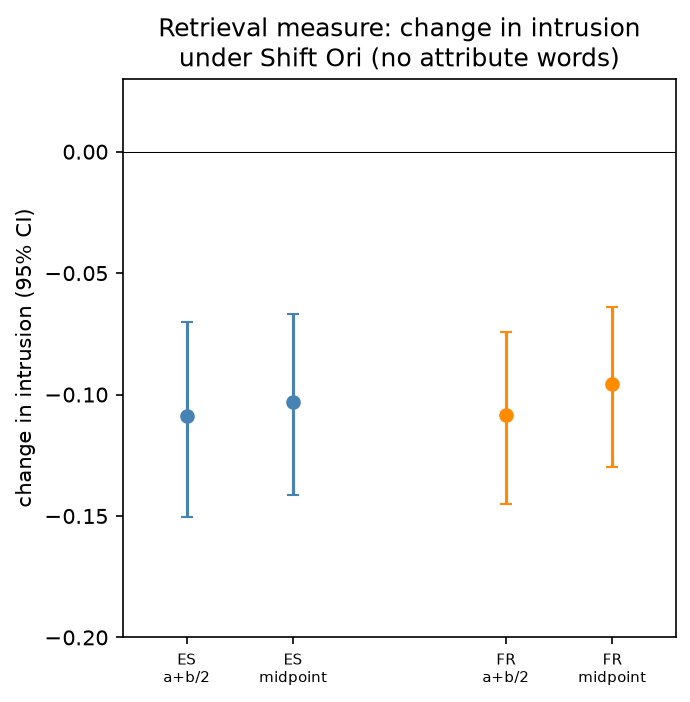 Retrieval measure: change in intrusion
under Shift Ori (no attribute words)
change in intrusion (95% CI)
0.00
−0.05
−0.10
−0.15
−0.20
ES
a+b/2
ES
midpoint
FR
a+b/2
FR
midpoint